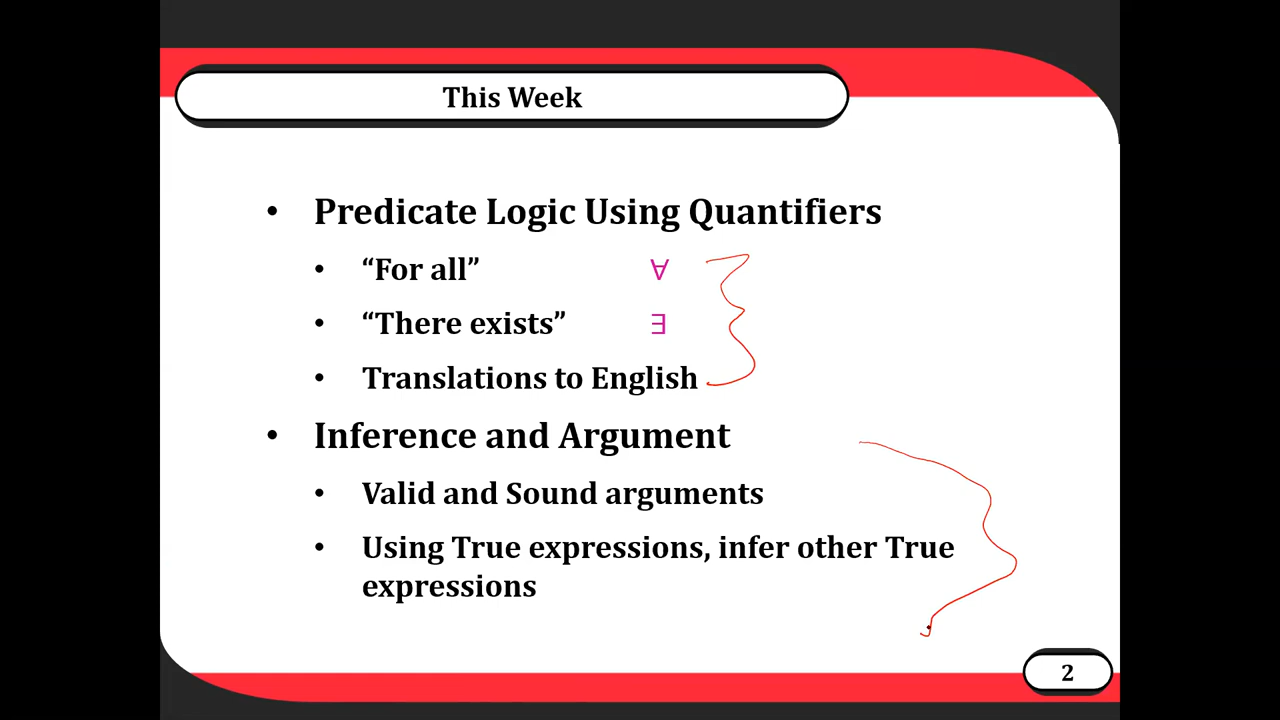 This Week
• Predicate Logic Using Quantifiers
• “For all” ∀
• “There exists” ∃
• Translations to English
• Inference and Argument
• Valid and Sound arguments
• Using True expressions, infer other True
expressions
2